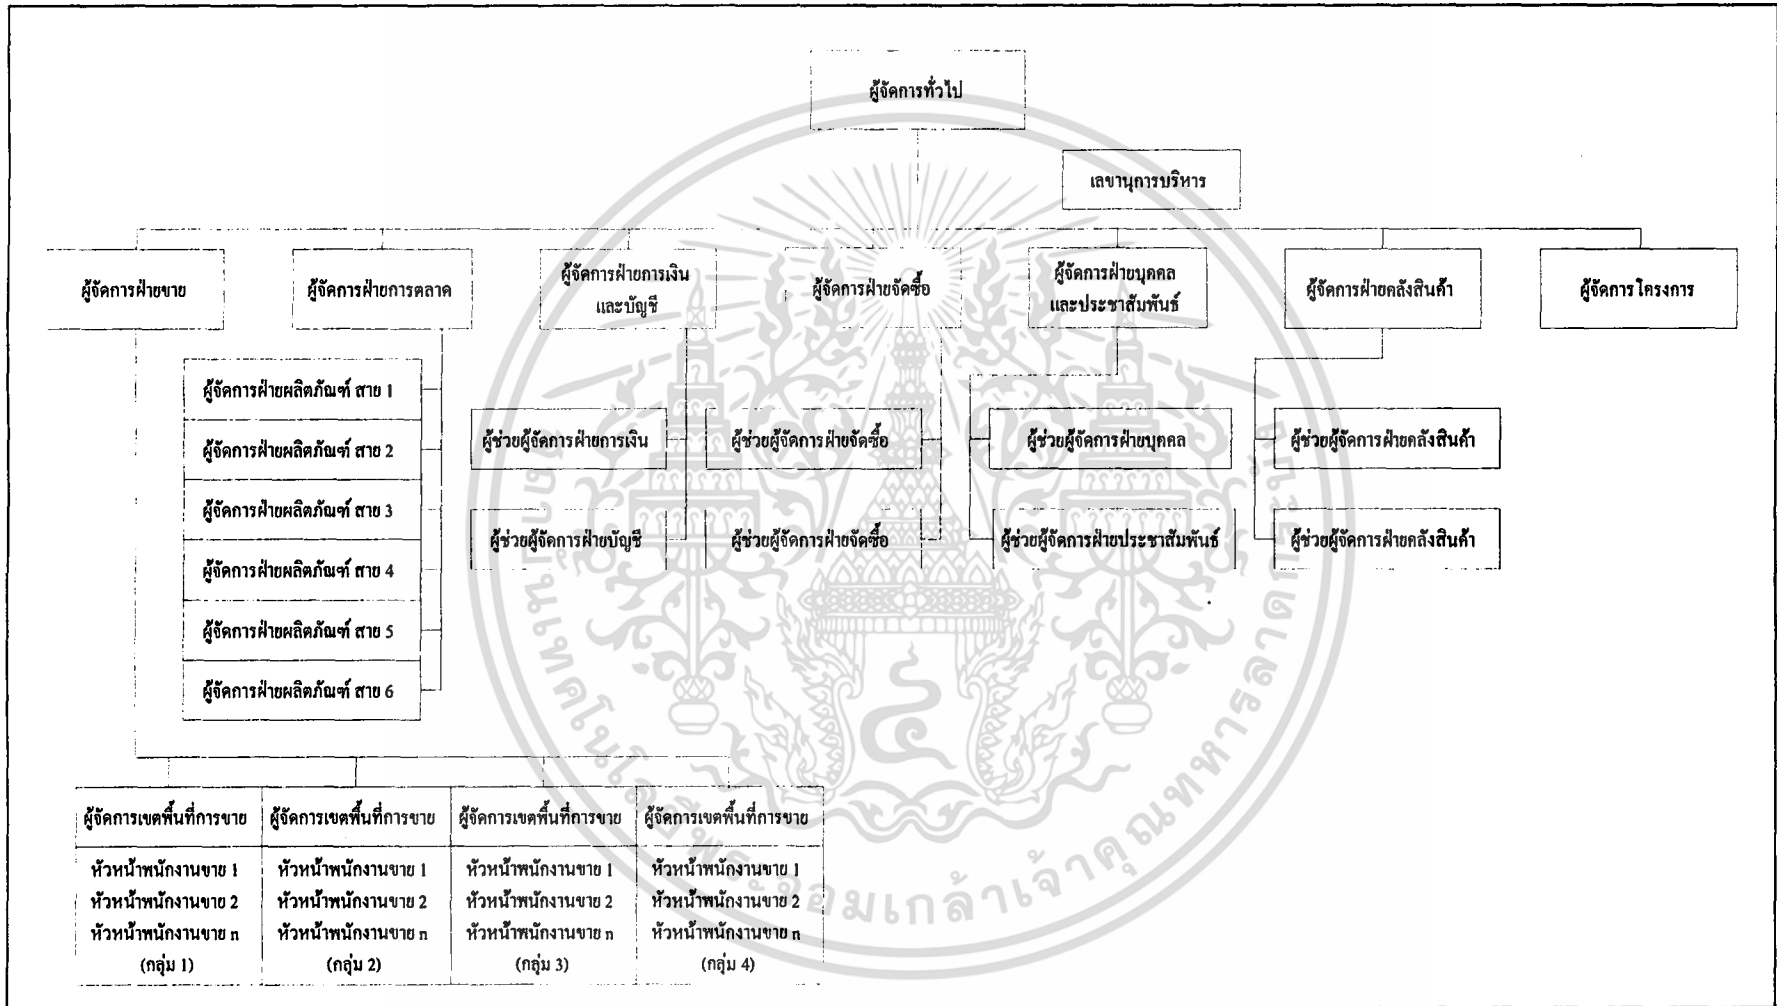 ผู้จัดการทั่วไป
เลขานุการบริหาร
ผู้จัดการฝ่ายขาย
ผู้จัดการฝ่ายการตลาด
ผู้จัดการฝ่ายการเงิน
และบัญชี
ผู้จัดการฝ่ายจัดซื้อ
ผู้จัดการฝ่ายบุคคล
และประชาสัมพันธ์
ผู้จัดการฝ่ายคลังสินค้า
ผู้จัดการโครงการ
ผู้จัดการฝ่ายผลิตภัณฑ์ สาย 1
ผู้จัดการฝ่ายผลิตภัณฑ์ สาย 2
ผู้จัดการฝ่ายผลิตภัณฑ์ สาย 3
ผู้จัดการฝ่ายผลิตภัณฑ์ สาย 4
ผู้จัดการฝ่ายผลิตภัณฑ์ สาย 5
ผู้จัดการฝ่ายผลิตภัณฑ์ สาย 6
ผู้ช่วยผู้จัดการฝ่ายการเงิน
ผู้ช่วยผู้จัดการฝ่ายบัญชี
ผู้ช่วยผู้จัดการฝ่ายจัดซื้อ
ผู้ช่วยผู้จัดการฝ่ายจัดซื้อ
ผู้ช่วยผู้จัดการฝ่ายบุคคล
ผู้ช่วยผู้จัดการฝ่ายประชาสัมพันธ์
ผู้ช่วยผู้จัดการฝ่ายคลังสินค้า
ผู้ช่วยผู้จัดการฝ่ายคลังสินค้า
ผู้จัดการเขตพื้นที่การขาย
หัวหน้าพนักงานขาย 1
หัวหน้าพนักงานขาย 2
หัวหน้าพนักงานขาย n
(กลุ่ม 1)
ผู้จัดการเขตพื้นที่การขาย
หัวหน้าพนักงานขาย 1
หัวหน้าพนักงานขาย 2
หัวหน้าพนักงานขาย n
(กลุ่ม 2)
ผู้จัดการเขตพื้นที่การขาย
หัวหน้าพนักงานขาย 1
หัวหน้าพนักงานขาย 2
หัวหน้าพนักงานขาย n
(กลุ่ม 3)
ผู้จัดการเขตพื้นที่การขาย
หัวหน้าพนักงานขาย 1
หัวหน้าพนักงานขาย 2
หัวหน้าพนักงานขาย n
(กลุ่ม 4)